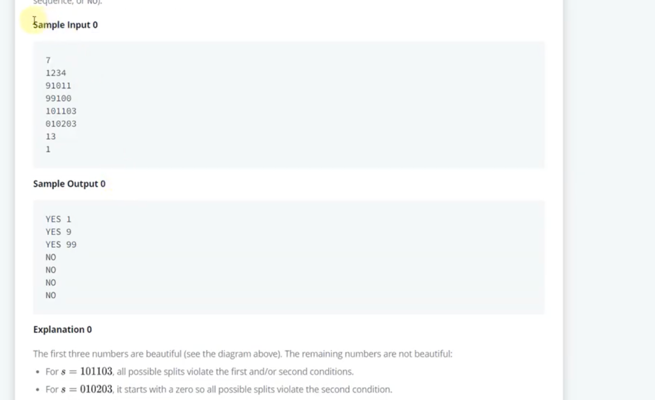 sequence, or NO).
Sample Input 0
7
1234
91011
99100
101103
010203
13
1
Sample Output 0
YES 1
YES 9
YES 99
NO
NO
NO
NO
Explanation 0
The first three numbers are beautiful (see the diagram above). The remaining numbers are not beautiful:
• For s = 101103, all possible splits violate the first and/or second conditions.
• For s = 010203, it starts with a zero so all possible splits violate the second condition.